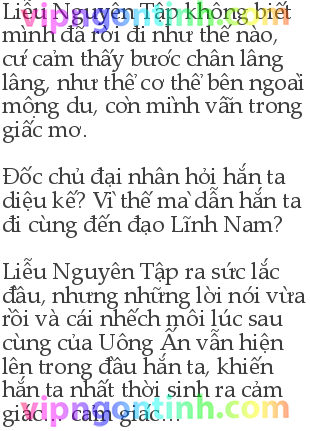 Liễu Nguyên Tập không biết
mình đã rời đi như thế nào,
cứ cảm thấy bước chân lâng
lâng, như thể cơ thể bên ngoài
mộng du, còn mình vẫn trong
giấc mơ.
Đốc chủ đại nhân hỏi hắn ta
diệu kế? Vì thế mà dẫn hắn ta
đi cùng đến đạo Lĩnh Nam?
Liễu Nguyên Tập ra sức lắc
đầu, nhưng những lời nói vừa
rồi và cái nhếch môi lúc sau
cùng của Uông Ấn vẫn hiện
lên trong đầu hắn ta, khiến
hắn ta nhất thời sinh ra cảm
giác... cảm giác...
vipngontinh.com
vipngontinh.com